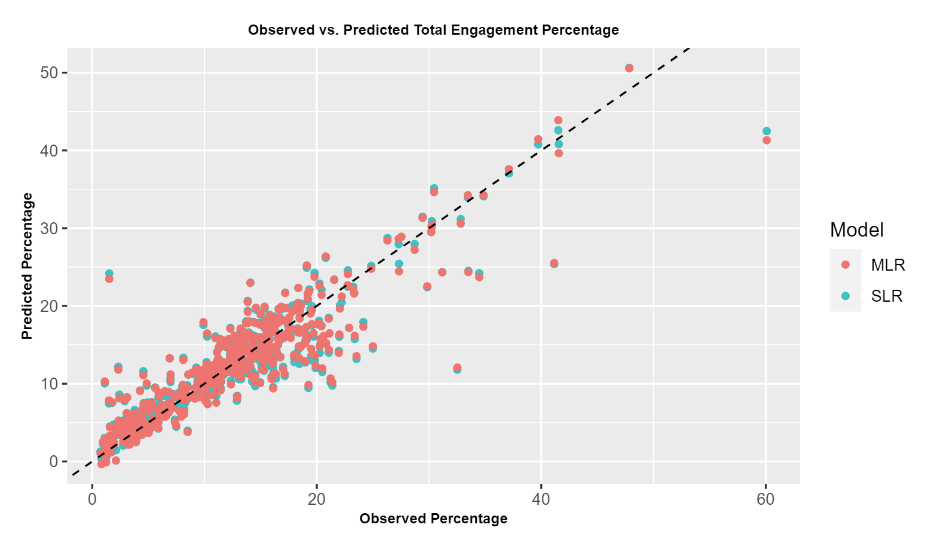 Observed vs. Predicted Total Engagement Percentage
50
40
30
20
10
0
Predicted Percentage
0 20 40 60
Observed Percentage
Model
MLR
SLR